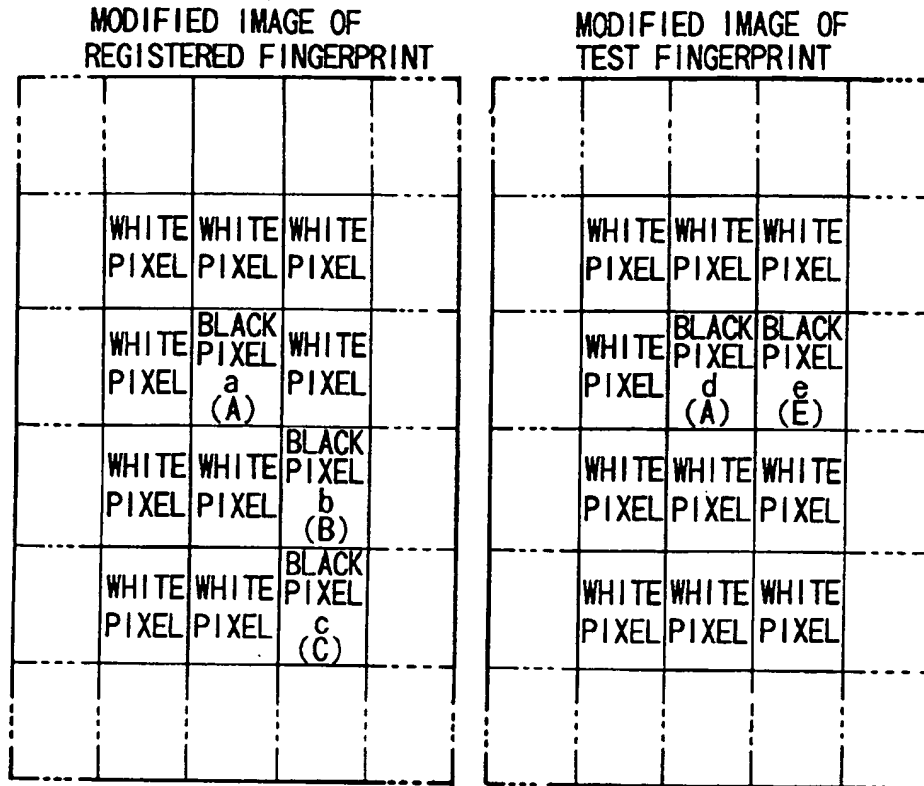 MODIFIED IMAGE OF
REGISTERED FINGERPRINT
WHITE WHITE WHITE
PIXEL PIXEL PIXEL
WHITE PIXEL
BLACK PIXEL
a
(A)
WHITE PIXEL
WHITE PIXEL
WHITE PIXEL
BLACK PIXEL
b
(B)
WHITE PIXEL
WHITE PIXEL
BLACK PIXEL
c
(C)
MODIFIED IMAGE OF
TEST FINGERPRINT
WHITE WHITE WHITE
PIXEL PIXEL PIXEL
WHITE PIXEL
BLACK PIXEL
d
(A)
BLACK PIXEL
e
(E)
WHITE WHITE WHITE
PIXEL PIXEL PIXEL
WHITE WHITE WHITE
PIXEL PIXEL PIXEL